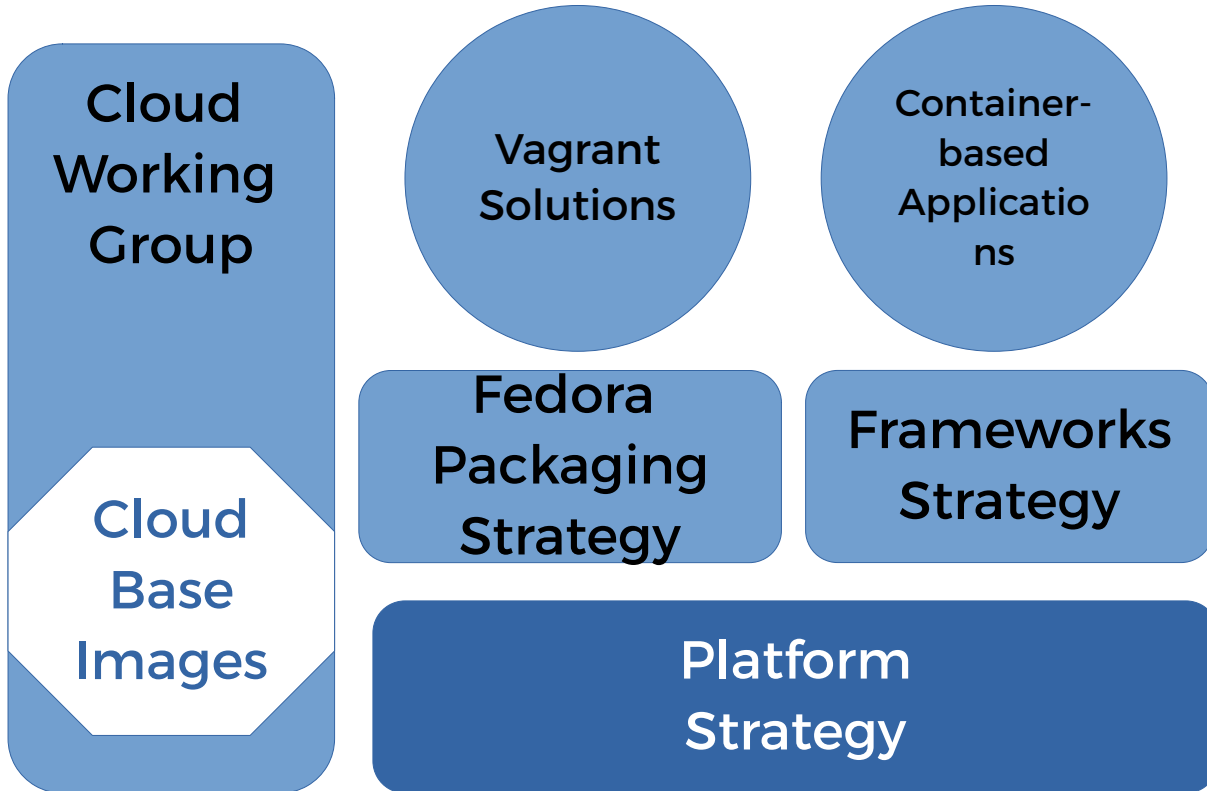 Cloud
Working
Group
Cloud
Base
Images
Vagrant
Solutions
Container-
based
Applicatio
ns
Fedora
Packaging
Strategy
Frameworks
Strategy
Platform
Strategy